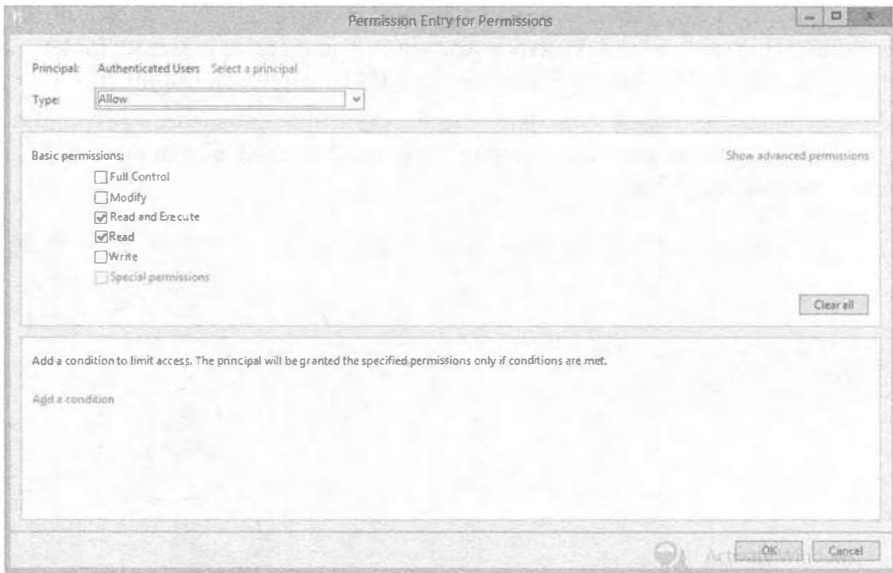 Permission Entry for Permissions
Principal: Authenticated Users Select a principal
Type: Allow
Basic permissions:
Show advanced permissions
Full Control
Modify
Read and Execute
Read
Write
Special permissions
Clear all
Add a condition to limit access. The principal will be granted the specified permissions only if conditions are met.
Add a condition
OK Cancel